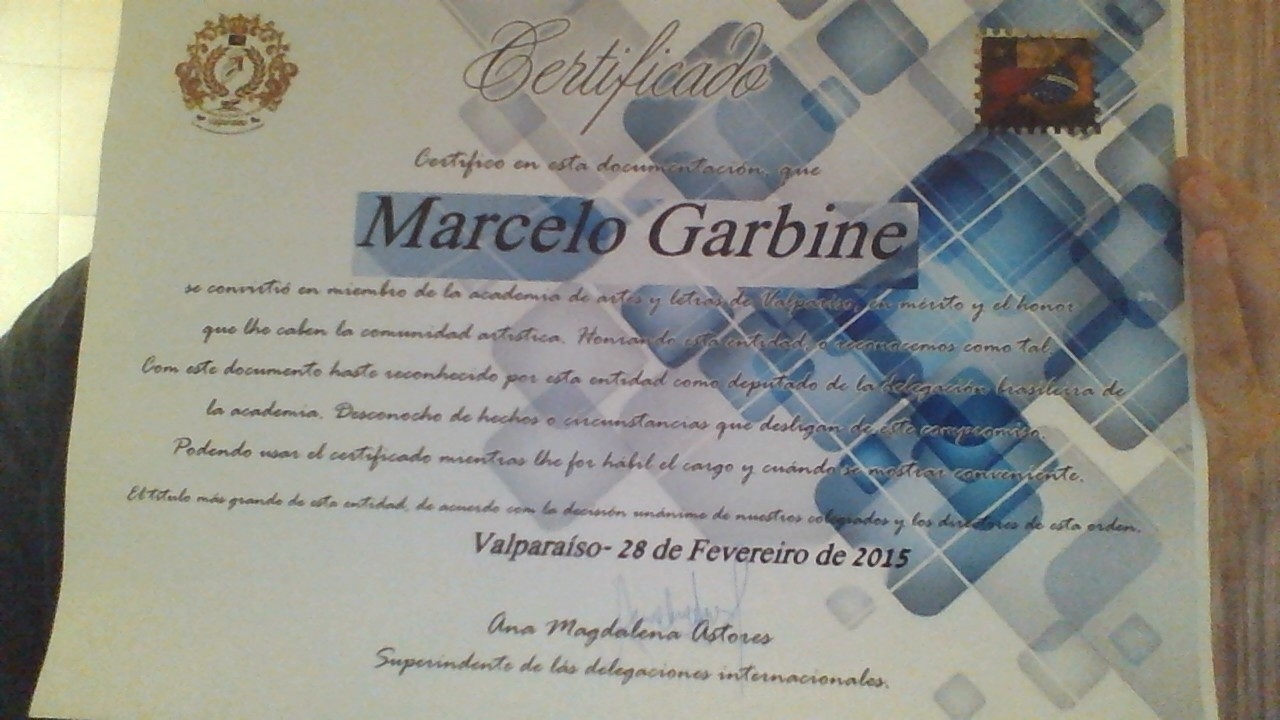 Certificado
Certifico en esta documentación, que
Marcelo Garbine
se convirtió en miembro de la academia de artes y letras de Valparíso, en mérito y el honor
que lhe caben la comunidad artistica. Honrando esta entidad, o reconocemos como tal.
Com este documento haste reconhecido por esta entidad como deputado de la delegación brasileira de
la academia. Desconocho de hechos o circunstancias que desligan de este compromiso.
Podendo usar el certificado mientras lhe for hábil el cargo y cuándo se mostrar conveniente.
El título más grande de esta entidad, de acuerdo com la decisión unánime de nuestros colegiados y los directores de esta orden.
Valparaíso- 28 de Fevereiro de 2015
Ana Magdalena Astores
Superindente de lás delegaciones internacionales.